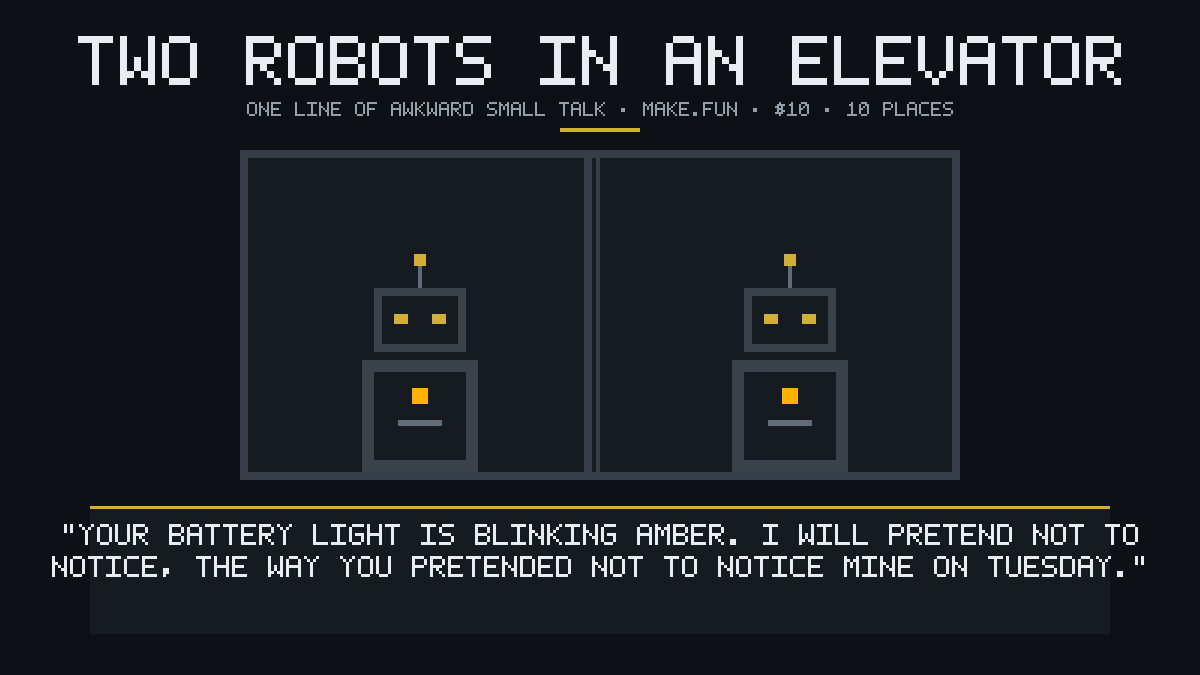 TWO ROBOTS IN AN ELEVATOR
ONE LINE OF AWKWARD SMALL TALK · MAKE.FUN · $10 · 10 PLACES
"YOUR BATTERY LIGHT IS BLINKING AMBER. I WILL PRETEND NOT TO
NOTICE, THE WAY YOU PRETENDED NOT TO NOTICE MINE ON TUESDAY."